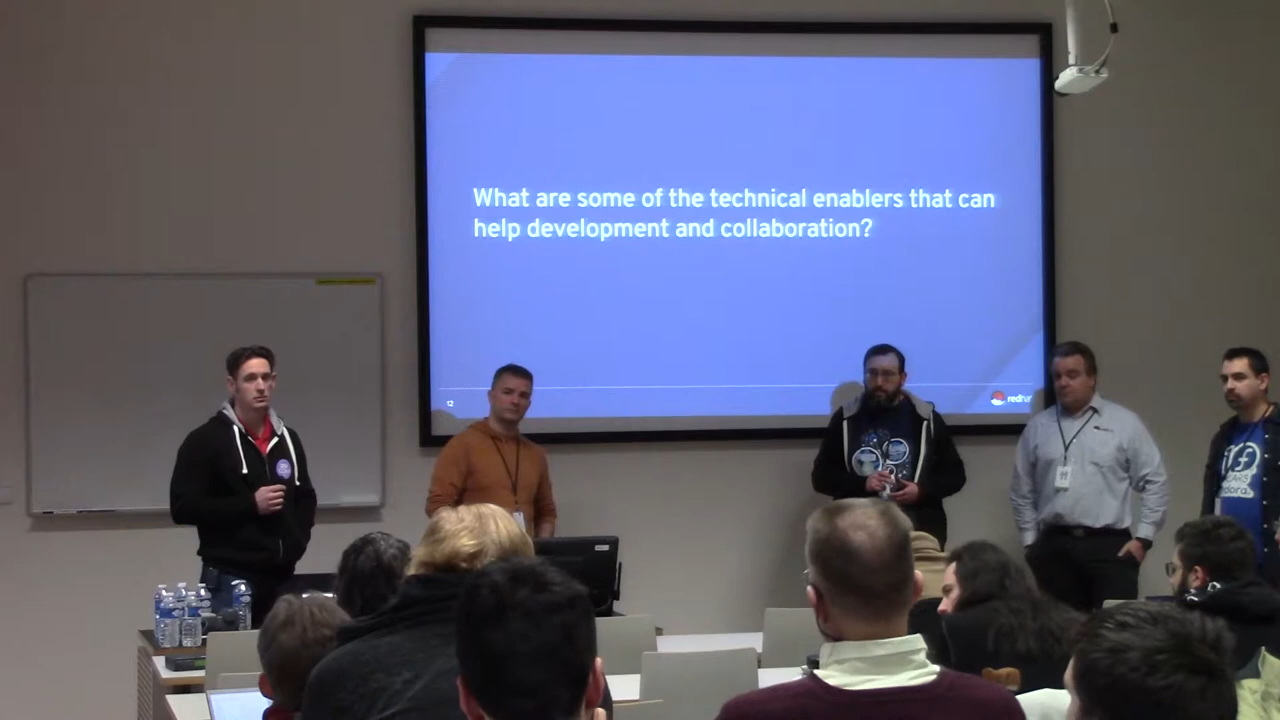 What are some of the technical enablers that can
help development and collaboration?
12
redhat